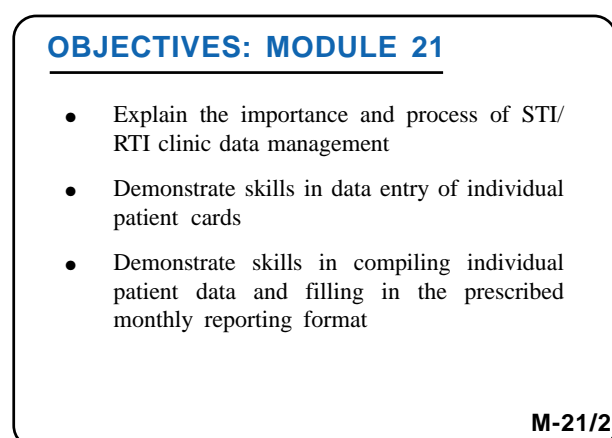 OBJECTIVES: MODULE 21
● Explain the importance and process of STI/
RTI clinic data management
● Demonstrate skills in data entry of individual
patient cards
● Demonstrate skills in compiling individual
patient data and filling in the prescribed
monthly reporting format
M-21/2